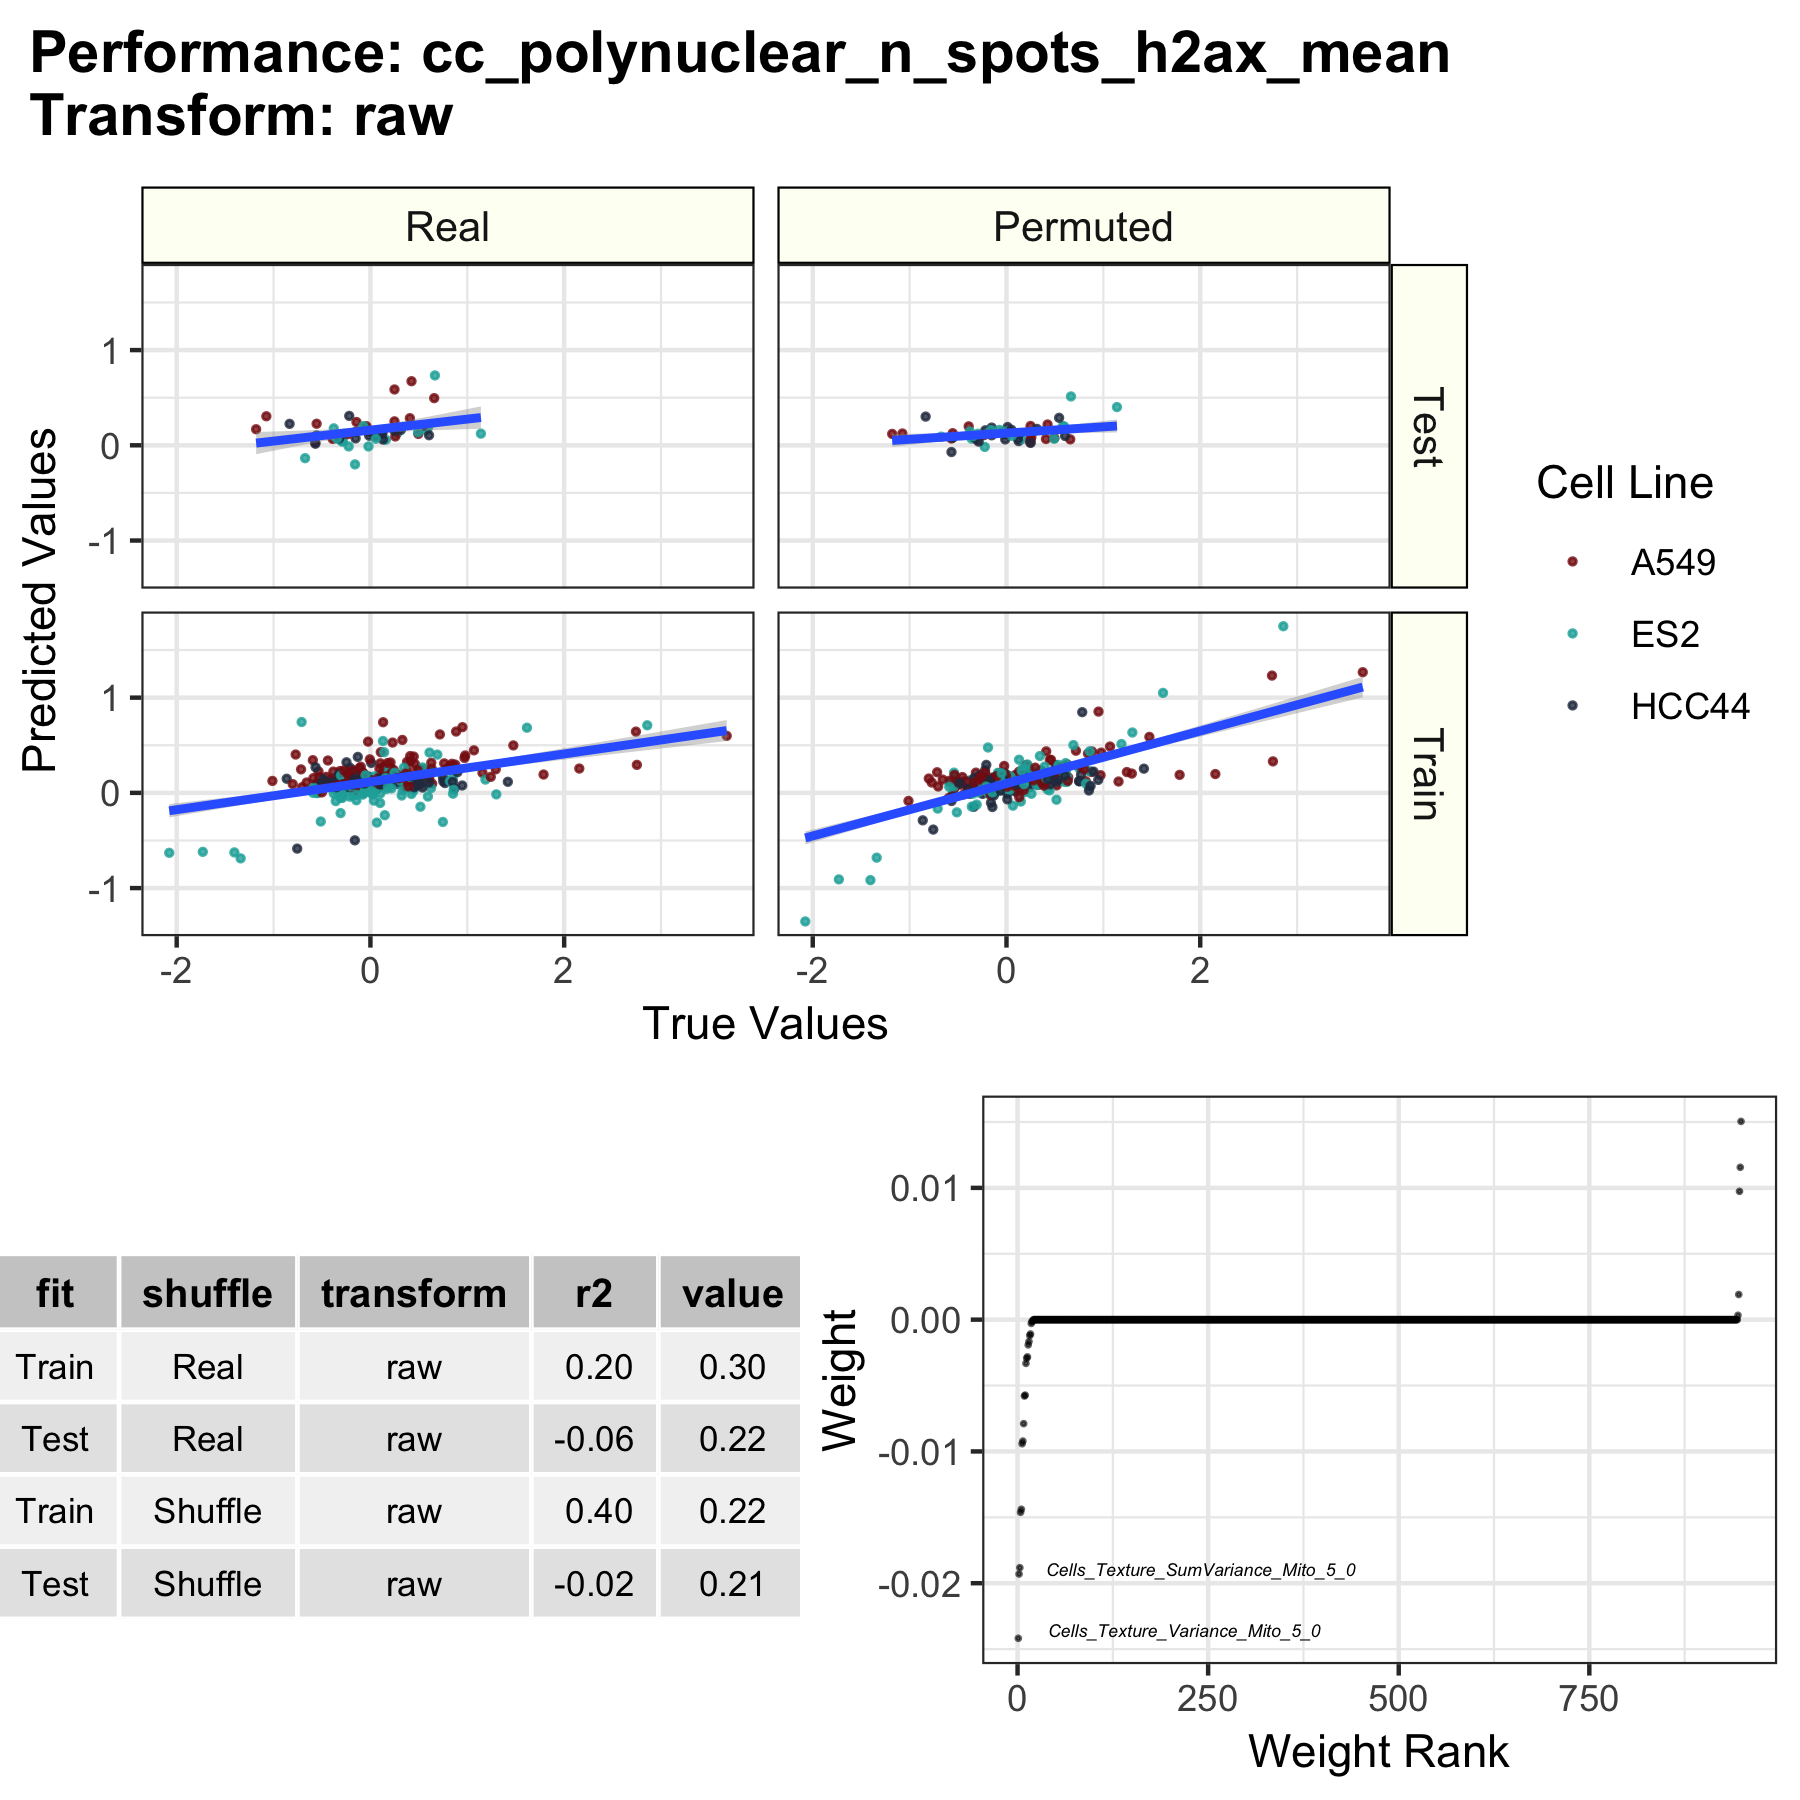 Performance: cc_polynuclear_n_spots_h2ax_mean
Transform: raw
Real
Permuted
1
0
-1
Test
1
0
-1
Train
Predicted Values
-2
0
2
-2
0
2
True Values
Cell Line
A549
ES2
HCC44
fit shuffle transform r2 value
Train Real raw 0.20 0.30
Test Real raw -0.06 0.22
Train Shuffle raw 0.40 0.22
Test Shuffle raw -0.02 0.21
Weight
0.01
0.00
-0.01
-0.02
Cells_Texture_SumVariance_Mito_5_0
Cells_Texture_Variance_Mito_5_0
0
250
500
750
Weight Rank